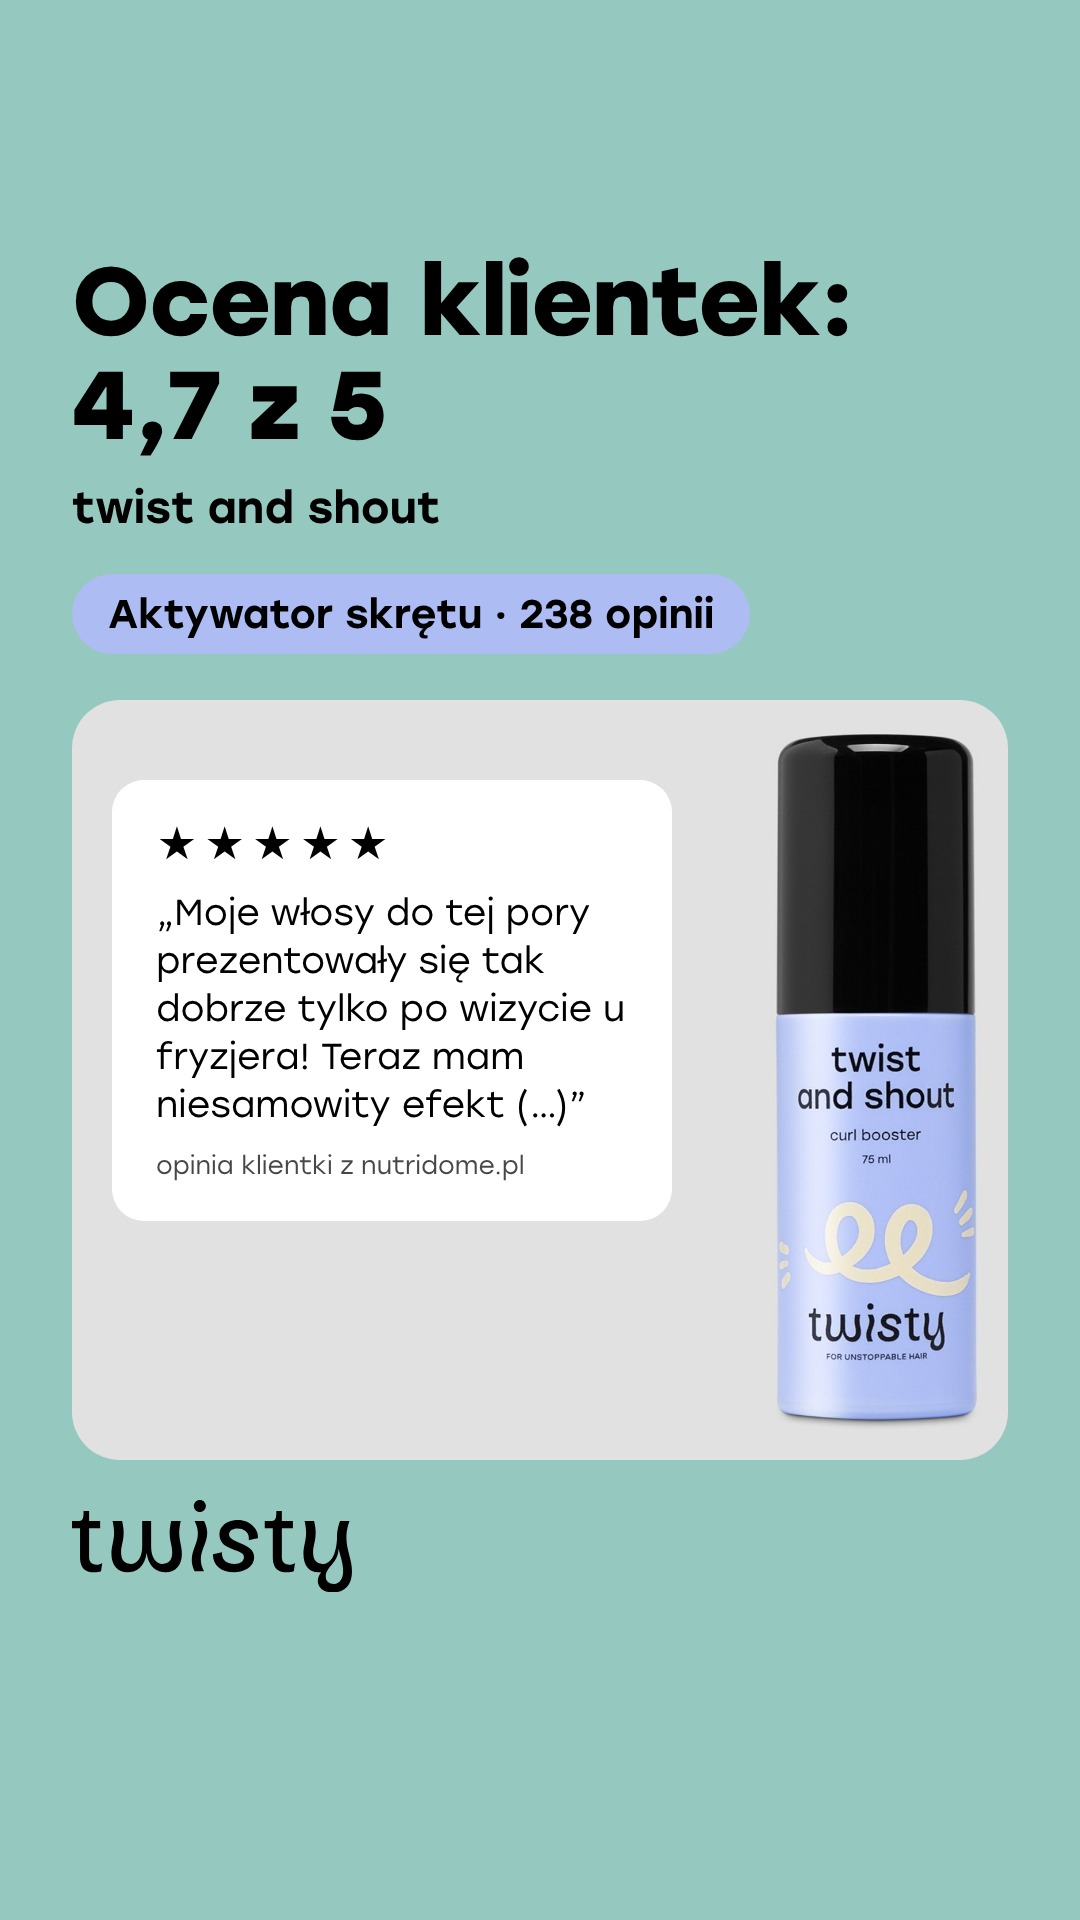 Ocena klientek:
4,7 z 5
twist and shout
Aktywator skrętu · 238 opinii
★★★★★
„Moje włosy do tej pory
prezentowały się tak
dobrze tylko po wizycie u
fryzjera! Teraz mam
niesamowity efekt (...)”
opinia klientki z nutridome.pl
twist
and shout
curl booster
75 ml
twisty
FOR UNSTOPPABLE HAIR
twisty